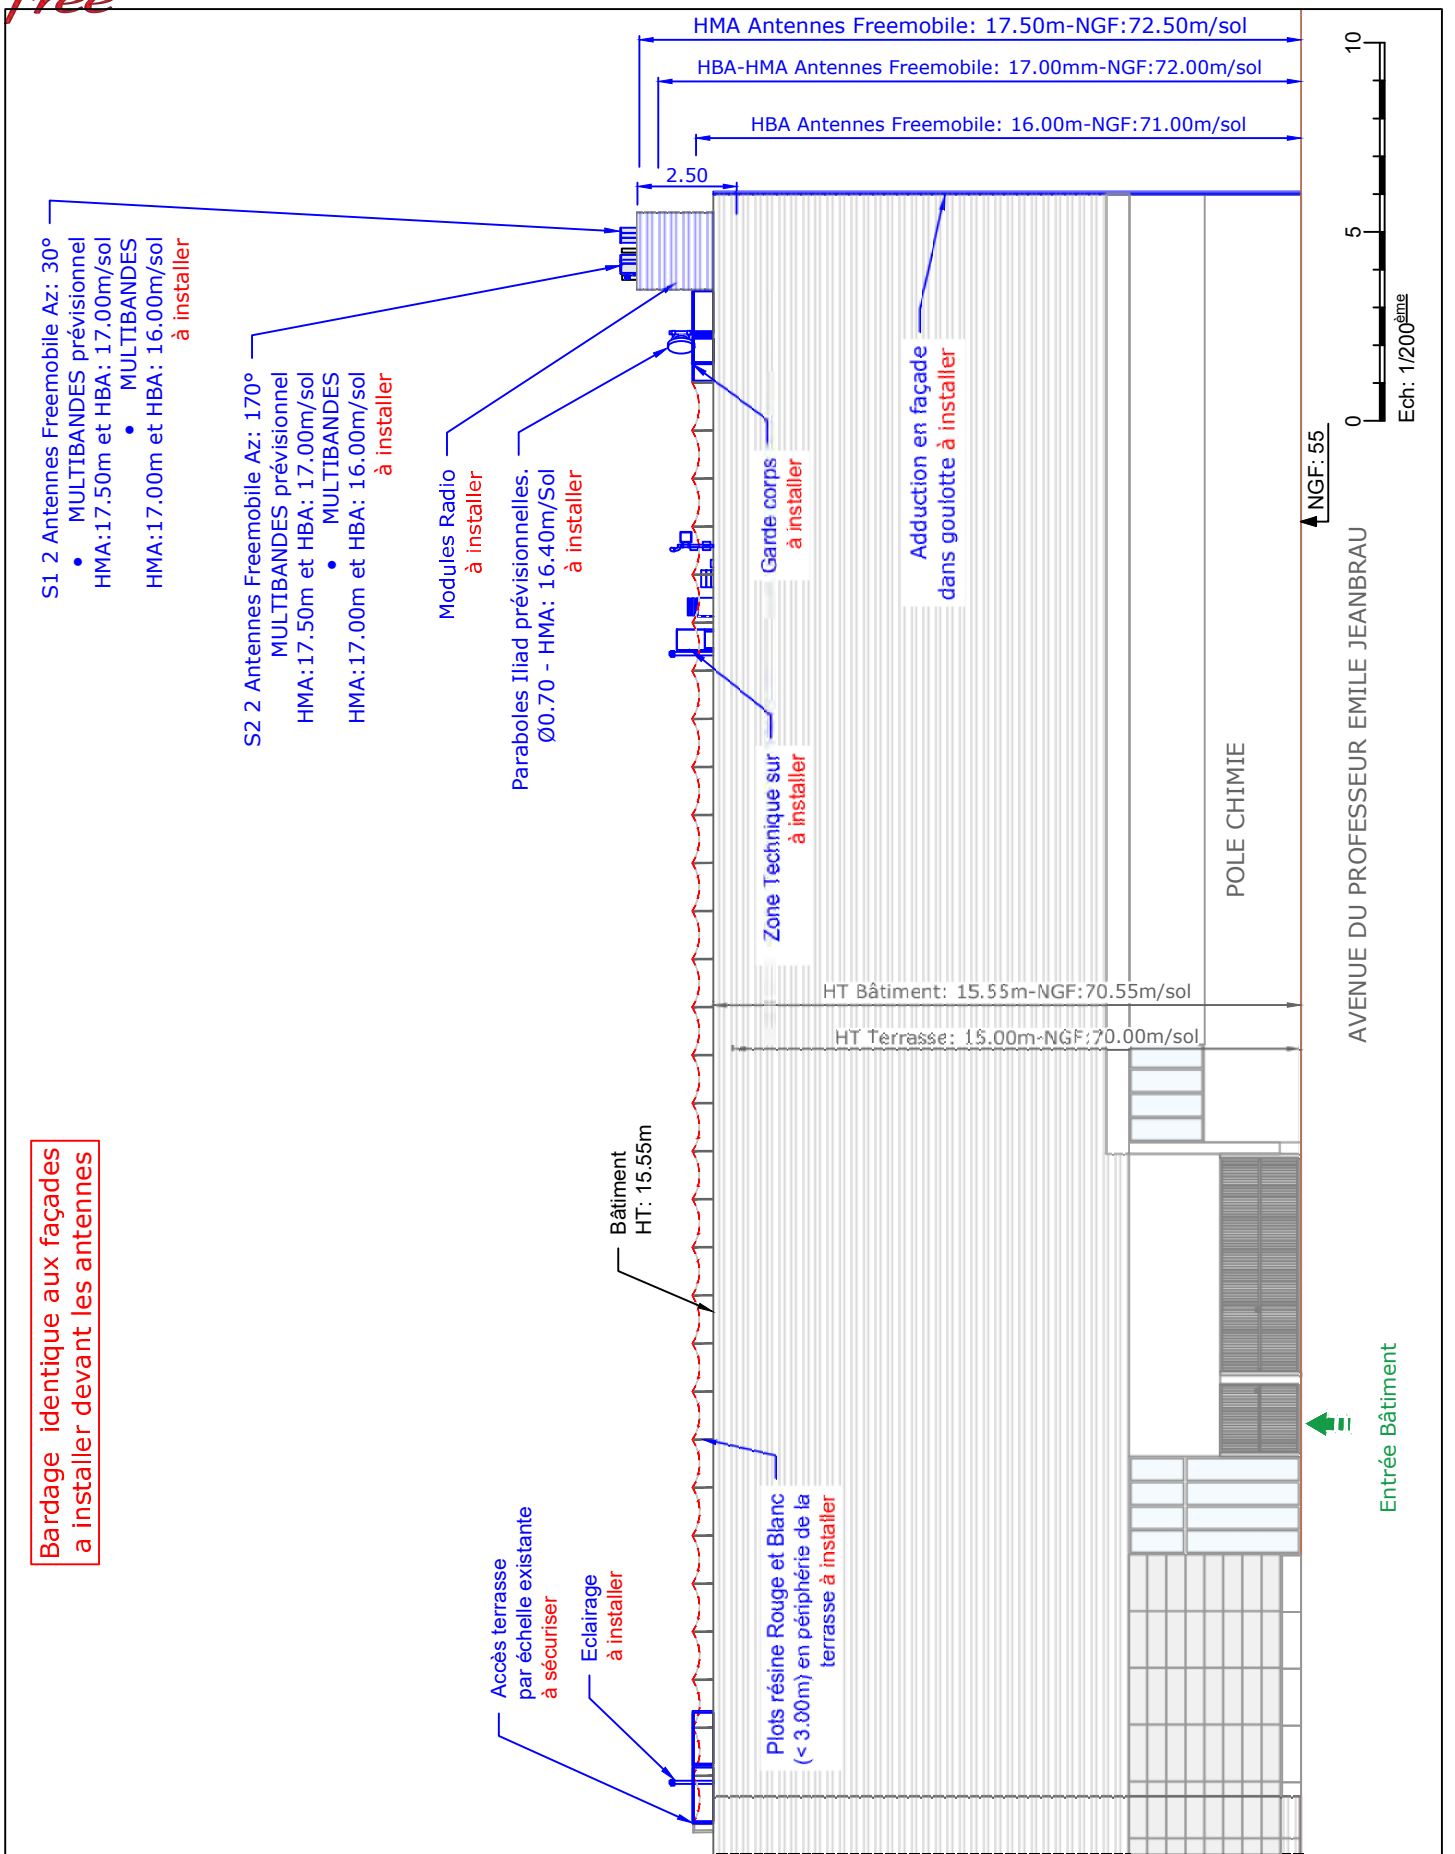 free
HMA Antennes Freemobile: 17.50m-NGF:72.50m/sol
HBA-HMA Antennes Freemobile: 17.00mm-NGF:72.00m/sol
HBA Antennes Freemobile: 16.00m-NGF:71.00m/sol
2.50
S1 2 Antennes Freemobile Az: 30°
• MULTIBANDES prévisionnel
HMA:17.50m et HBA: 17.00m/sol
• MULTIBANDES
HMA:17.00m et HBA: 16.00m/sol
à installer
S2 2 Antennes Freemobile Az: 170°
MULTIBANDES prévisionnel
HMA:17.50m et HBA: 17.00m/sol
• MULTIBANDES
HMA:17.00m et HBA: 16.00m/sol
à installer
Modules Radio
à installer
Paraboles Iliad prévisionnelles.
Ø0.70 - HMA: 16.40m/Sol
à installer
Garde corps
à installer
Adduction en façade
dans goulotte à installer
Zone Technique sur
à installer
HT Bâtiment: 15.55m-NGF:70.55m/sol
HT Terrasse: 15.00m-NGF:70.00m/sol
POLE CHIMIE
AVENUE DU PROFESSEUR EMILE JEANBRAU
NGF: 55
0 5 10
Ech: 1/200ème
Bardage identique aux façades
a installer devant les antennes
Bâtiment
HT: 15.55m
Accès terrasse
par échelle existante
à sécuriser
Eclairage
à installer
Plots résine Rouge et Blanc
(< 3.00m) en périphérie de la
terrasse à installer
Entrée Bâtiment